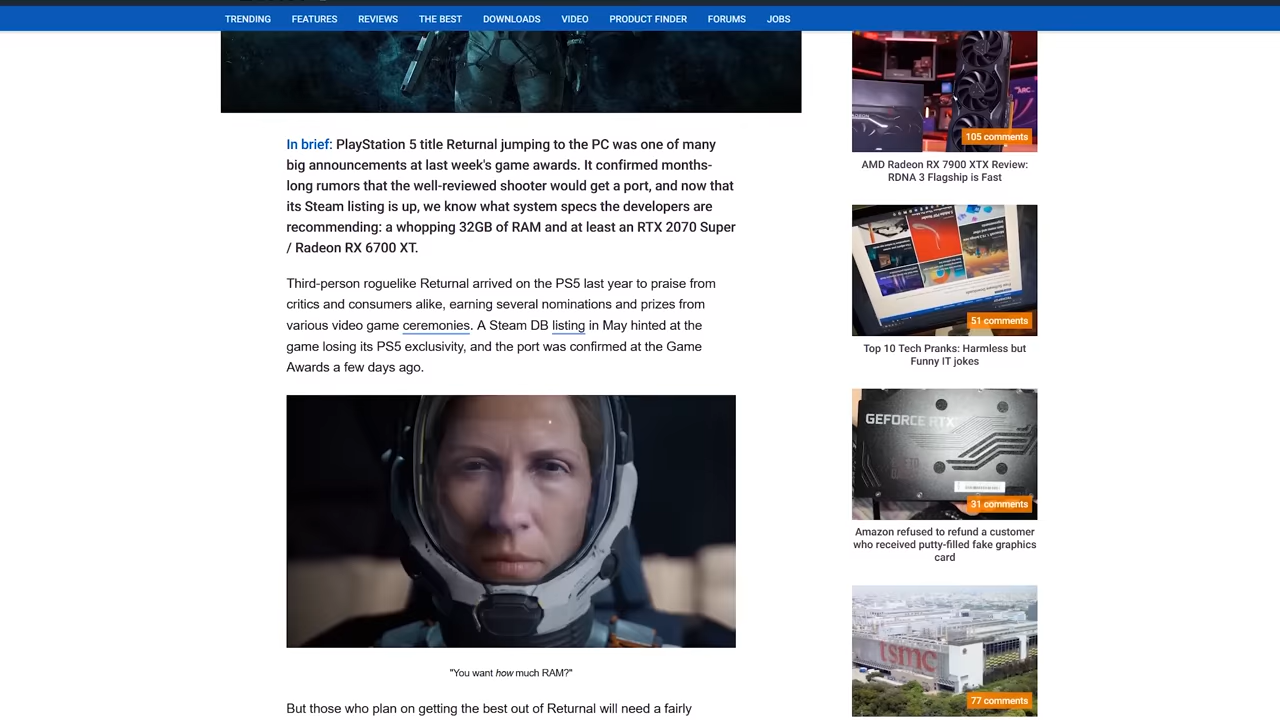 TRENDING FEATURES REVIEWS THE BEST DOWNLOADS VIDEO PRODUCT FINDER FORUMS JOBS
In brief: PlayStation 5 title Returnal jumping to the PC was one of many
big announcements at last week's game awards. It confirmed months-
long rumors that the well-reviewed shooter would get a port, and now that
its Steam listing is up, we know what system specs the developers are
recommending: a whopping 32GB of RAM and at least an RTX 2070 Super
/ Radeon RX 6700 XT.
Third-person roguelike Returnal arrived on the PS5 last year to praise from
critics and consumers alike, earning several nominations and prizes from
various video game ceremonies. A Steam DB listing in May hinted at the
game losing its PS5 exclusivity, and the port was confirmed at the Game
Awards a few days ago.
"You want how much RAM?"
But those who plan on getting the best out of Returnal will need a fairly
105 comments
AMD Radeon RX 7900 XTX Review:
RDNA 3 Flagship is Fast
51 comments
Top 10 Tech Pranks: Harmless but
Funny IT jokes
GEFORCE RTX
31 comments
Amazon refused to refund a customer
who received putty-filled fake graphics
card
tsmc
77 comments